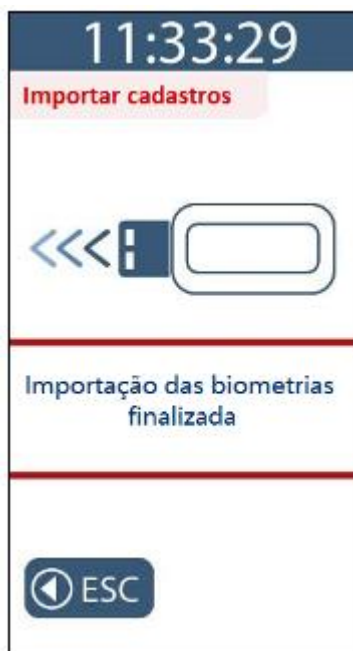 11:33:29
Importar cadastros
Importação das biometrias
finalizada
ESC